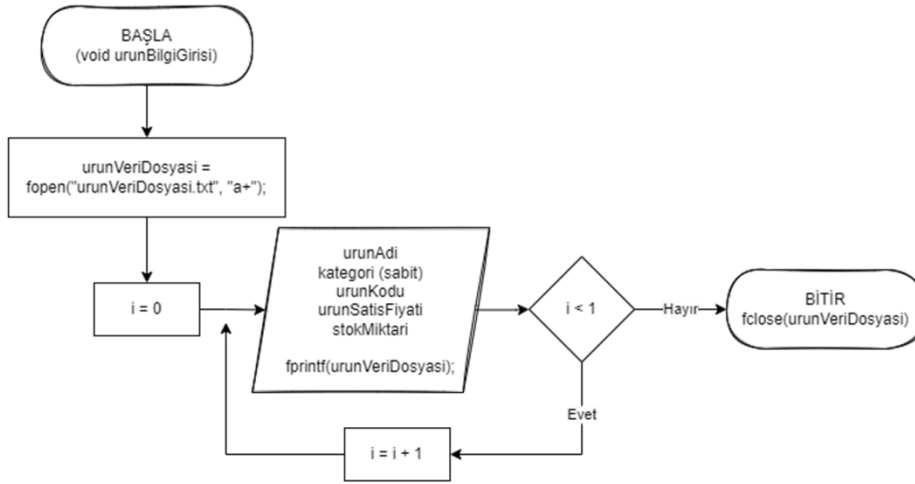 BAŞLA
(void urunBilgiGirisi)
urunVeriDosyasi =
fopen("urunVeriDosyasi.txt", "a+");
i = 0
urunAdi
kategori (sabit)
urunKodu
urunSatisFiyati
stokMiktari
fprintf(urunVeriDosyasi);
i < 1
Hayır
BİTİR
fclose(urunVeriDosyasi)
Evet
i = i + 1